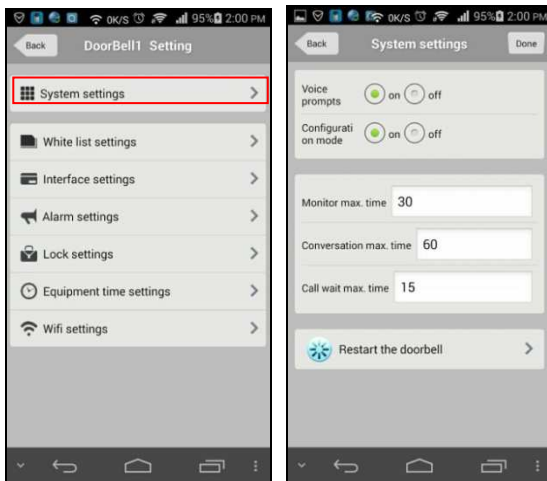 0K/S 95% 2:00 PM
Back DoorBell1 Setting
System settings
White list settings
Interface settings
Alarm settings
Lock settings
Equipment time settings
Wifi settings
0K/S 95% 2:00 PM
Back System settings Done
Voice
prompts on off
Configurati
on mode on off
Monitor max. time 30
Conversation max. time 60
Call wait max. time 15
Restart the doorbell